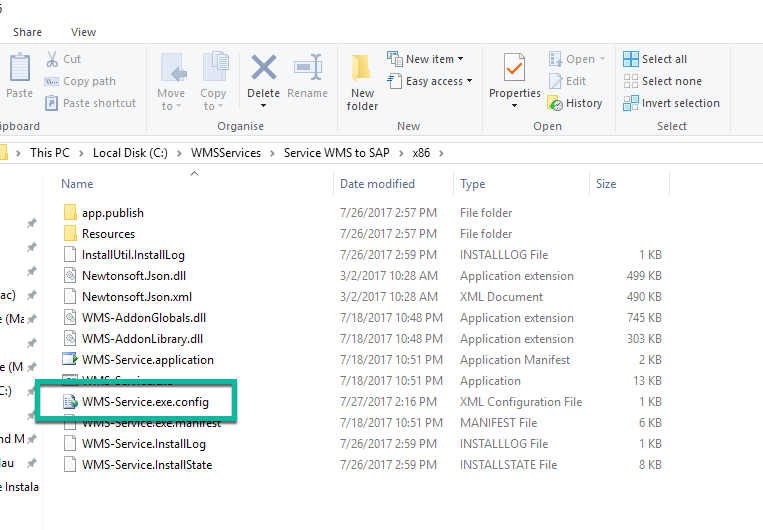 Share View
Cut
Copy path
Paste shortcut
Paste
Move to
Copy to
Delete
Rename
New folder
New item
Easy access
Properties
Open
Edit
History
Select all
Select none
Invert selection
ipboard Organise New Open Select
This PC > Local Disk (C:) > WMSServices > Service WMS to SAP > x86 >
Name Date modified Type Size
app.publish 7/26/2017 2:57 PM File folder
Resources 7/26/2017 2:57 PM File folder
InstallUtil.InstallLog 7/26/2017 2:59 PM INSTALLLOG File 1 KB
Newtonsoft.Json.dll 3/2/2017 10:28 AM Application extension 499 KB
Newtonsoft.Json.xml 3/2/2017 10:28 AM XML Document 490 KB
WMS-AddonGlobals.dll 7/18/2017 10:48 PM Application extension 745 KB
WMS-AddonLibrary.dll 7/18/2017 10:48 PM Application extension 303 KB
WMS-Service.application 7/18/2017 10:51 PM Application Manifest 2 KB
7/18/2017 10:51 PM Application 13 KB
WMS-Service.exe.config 7/27/2017 2:16 PM XML Configuration File 1 KB
WMS-Service.exe.manifest 7/18/2017 10:51 PM MANIFEST File 6 KB
WMS-Service.InstallLog 7/26/2017 2:59 PM INSTALLLOG File 1 KB
WMS-Service.InstallState 7/26/2017 2:59 PM INSTALLSTATE File 8 KB
ac)
e (Ma
e (M
C:)
nd M
lau
e Instala